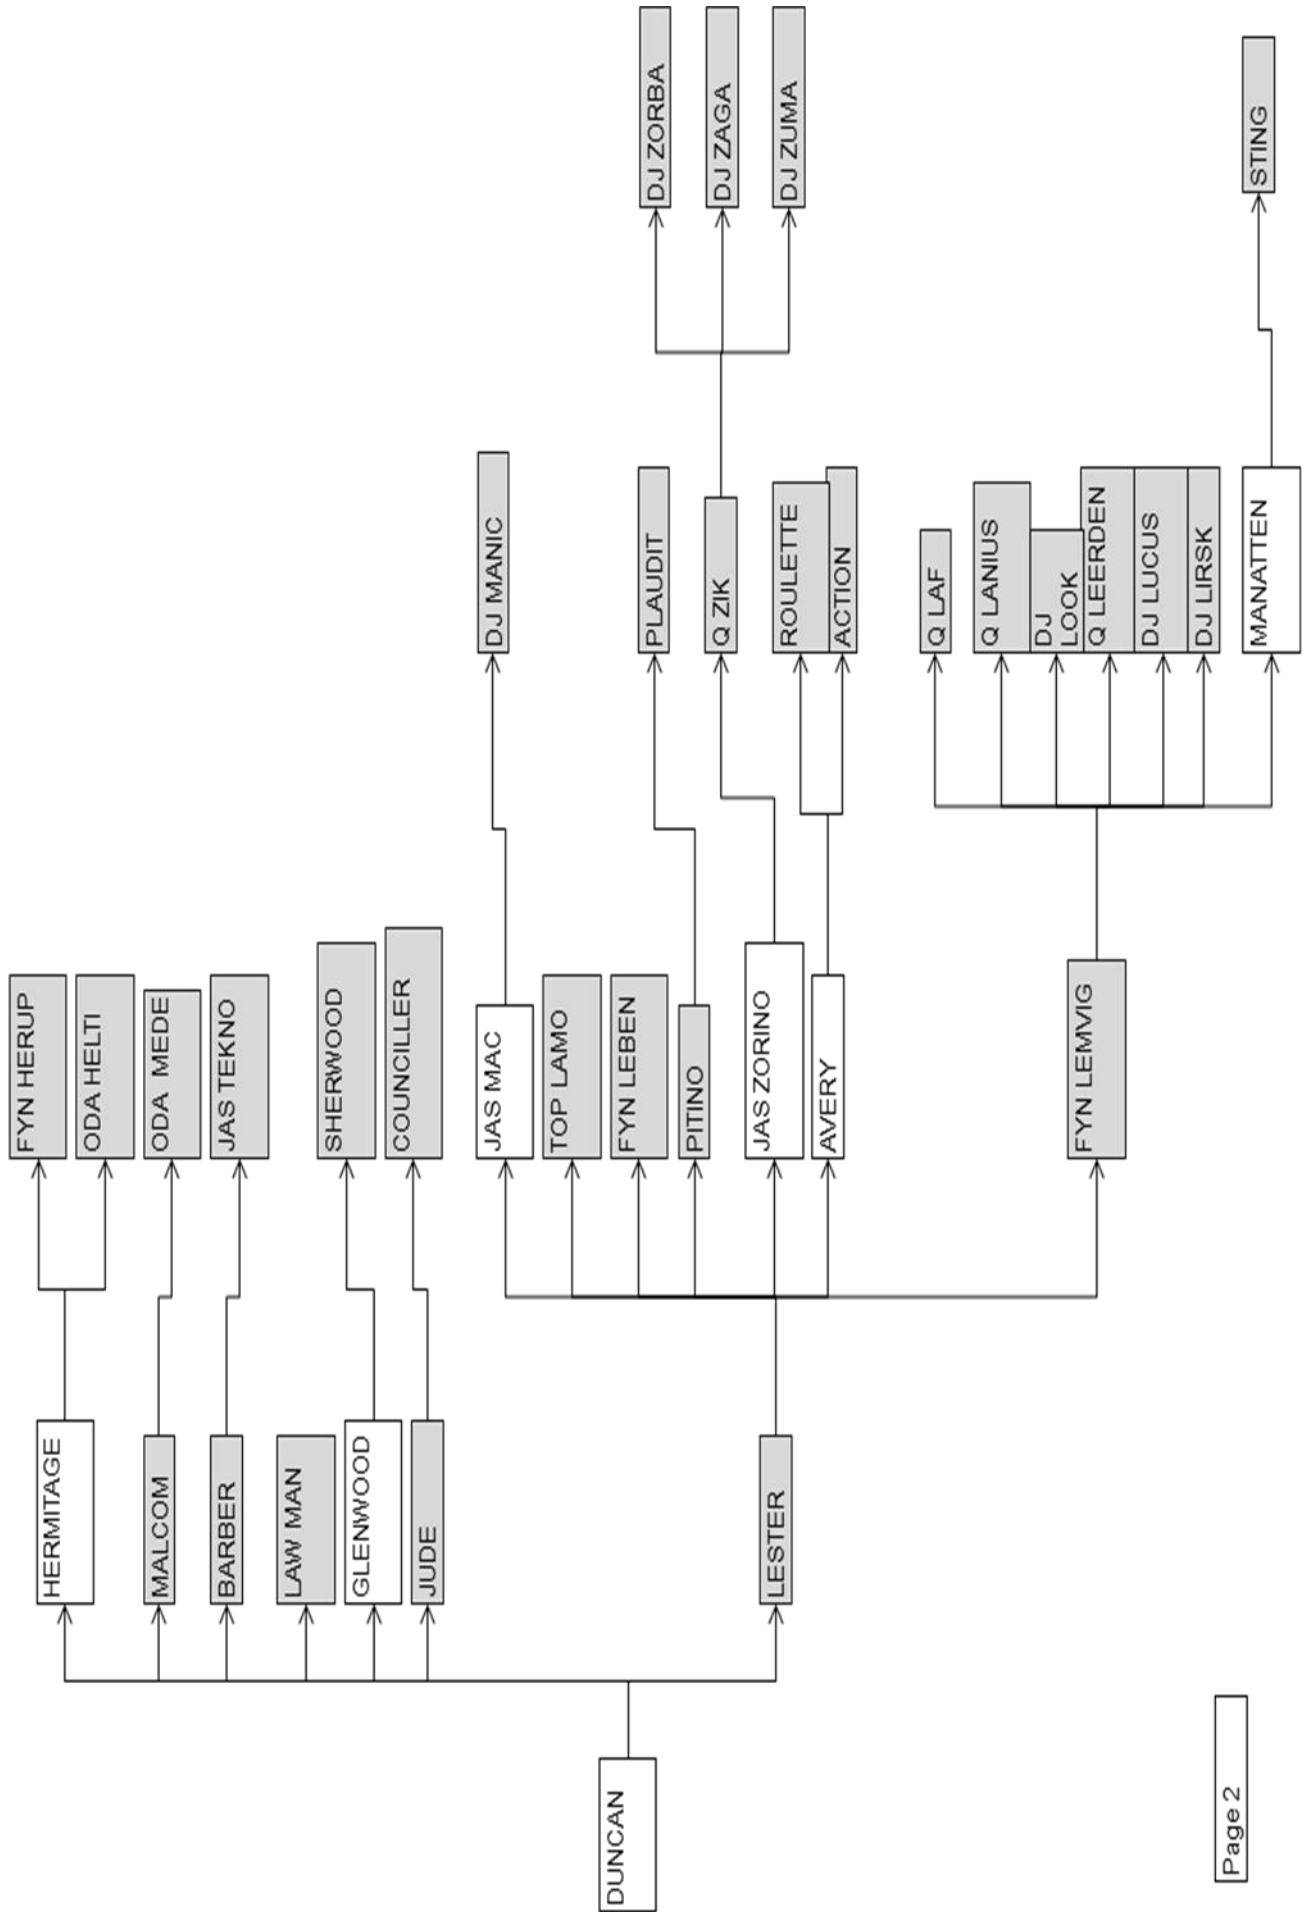 DUNCAN
HERMITAGE
MALCOM
BARBER
LAW MAN
GLENWOOD
JUDE
LESTER
FYN HERUP
ODA HELTI
ODA  MEDE
JAS TEKNO
SHERWOOD
COUNCILLER
JAS MAC
TOP LAMO
FYN LEBEN
PITINO
JAS ZORINO
AVERY
FYN LEMVIG
DJ MANIC
PLAUDIT
Q ZIK
ROULETTE
ACTION
Q LAF
Q LANIUS
DJ
LOOK
Q LEERDEN
DJ LUCUS
DJ LIRSK
MANATTEN
DJ ZORBA
DJ ZAGA
DJ ZUMA
STING
Page 2